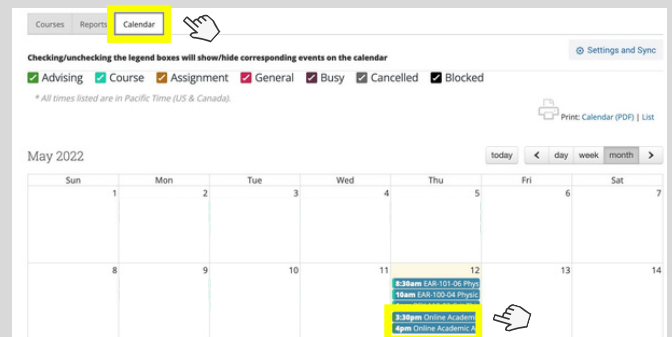 Courses Reports Calendar
Settings and Sync
Checking/unchecking the legend boxes will show/hide corresponding events on the calendar
Advising Course Assignment General Busy Cancelled Blocked
* All times listed are in Pacific Time (US & Canada).
Print: Calendar (PDF) | List
May 2022
today < day week month >
Sun Mon Tue Wed Thu Fri Sat
1 2 3 4 5 6 7
8 9 10 11 12 13 14
8:30am EAR-101-06 Phys
10am EAR-100-04 Physic
3:30pm Online Academ
4pm Online Academic A